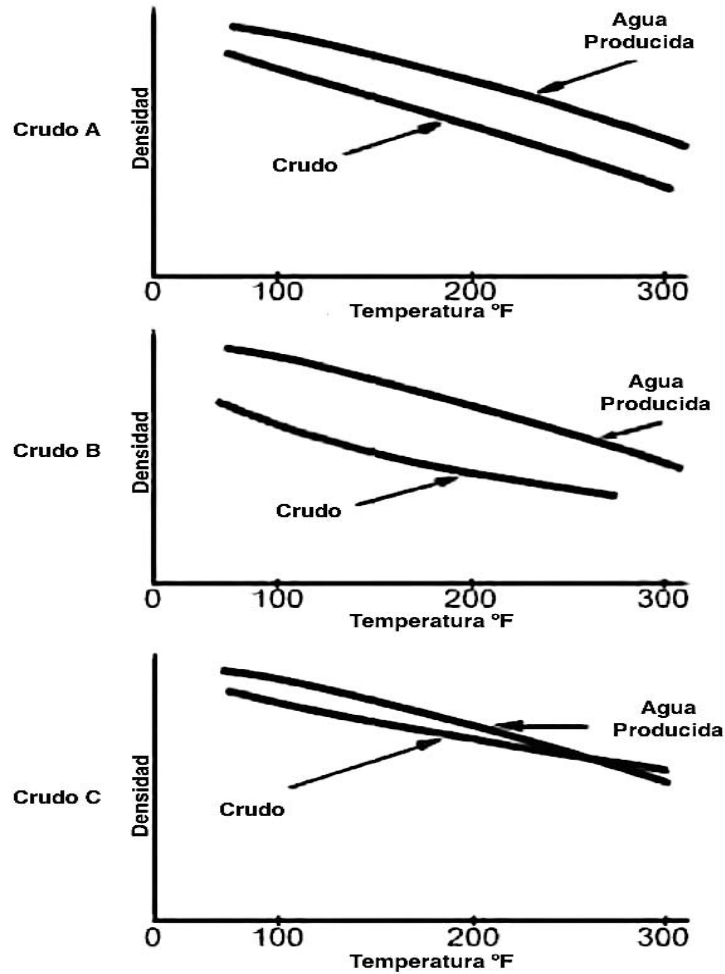 Agua
Producida
Crudo A
Densidad
Crudo
0 100 200 300
Temperatura ºF
Agua
Producida
Crudo B
Densidad
Crudo
0 100 200 300
Temperatura ºF
Agua
Producida
Crudo C
Densidad
Crudo
0 100 200 300
Temperatura ºF